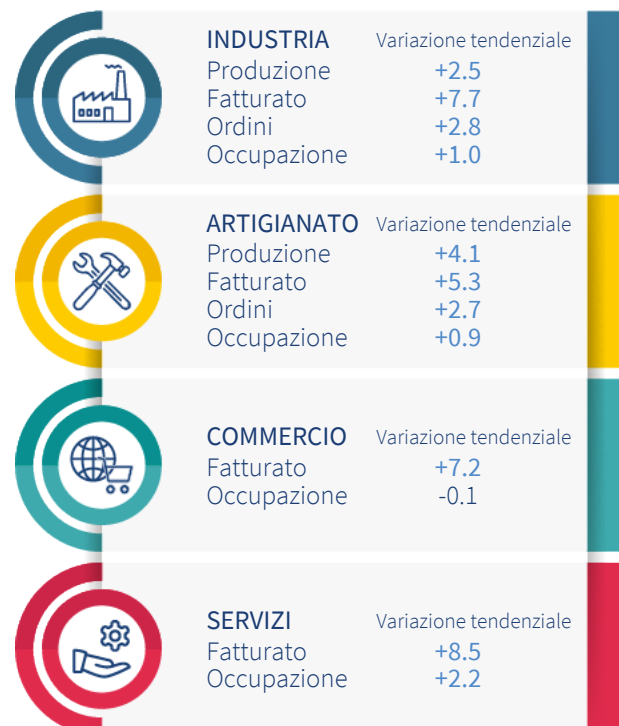 INDUSTRIA Variazione tendenziale
Produzione +2.5
Fatturato +7.7
Ordini +2.8
Occupazione +1.0
ARTIGIANATO Variazione tendenziale
Produzione +4.1
Fatturato +5.3
Ordini +2.7
Occupazione +0.9
COMMERCIO Variazione tendenziale
Fatturato +7.2
Occupazione -0.1
SERVIZI Variazione tendenziale
Fatturato +8.5
Occupazione +2.2